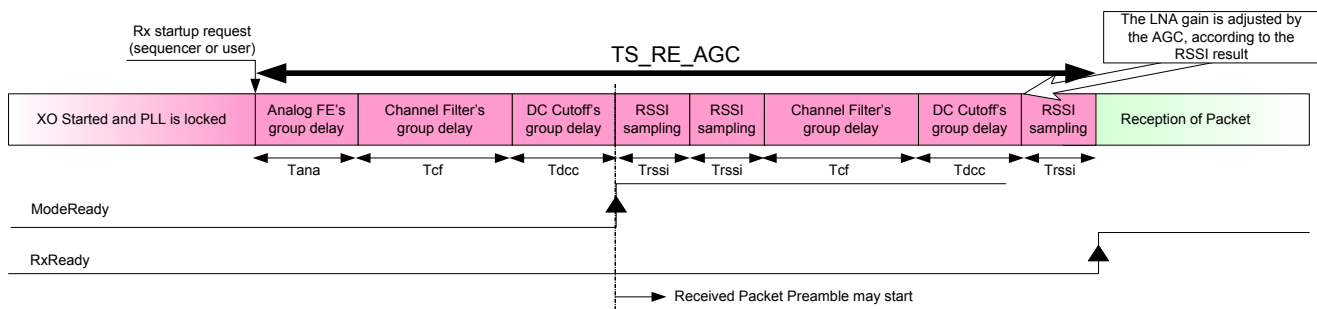 Rx startup request
(sequencer or user)
TS_RE_AGC
The LNA gain is adjusted by
the AGC, according to the
RSSI result
XO Started and PLL is locked
Analog FE's
group delay
Channel Filter's
group delay
DC Cutoff's
group delay
RSSI
sampling
RSSI
sampling
Channel Filter's
group delay
DC Cutoff's
group delay
RSSI
sampling
Reception of Packet
Tana
Tcf
Tdcc
Trssi
Trssi
Tcf
Tdcc
Trssi
ModeReady
RxReady
Received Packet Preamble may start